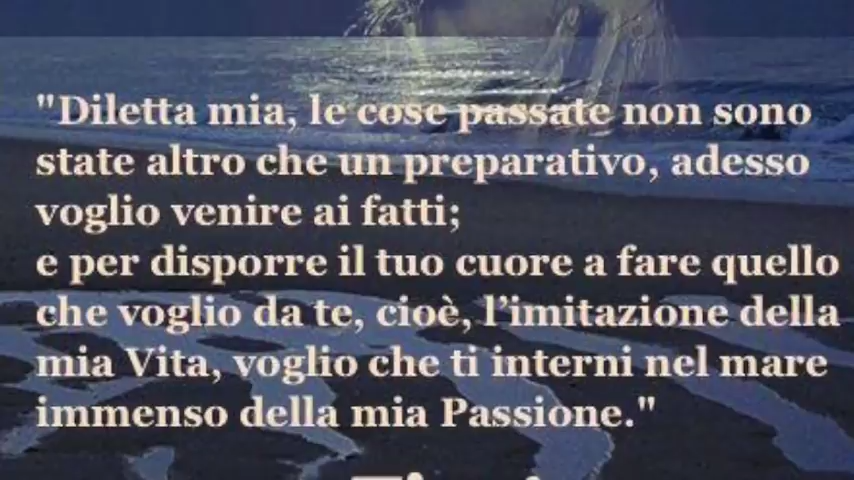 "Diletta mia, le cose passate non sono
state altro che un preparativo, adesso
voglio venire ai fatti;
e per disporre il tuo cuore a fare quello
che voglio da te, cioè, l'imitazione della
mia Vita, voglio che ti interni nel mare
immenso della mia Passione."